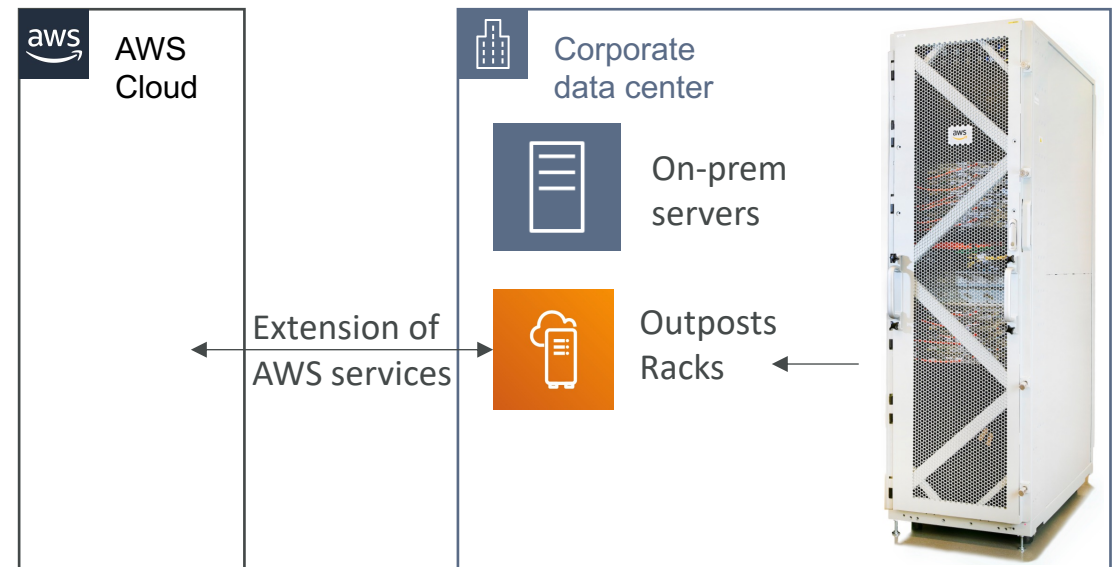 aws
AWS
Cloud
Corporate
data center
On-prem
servers
aws
Extension of
AWS services
Outposts
Racks